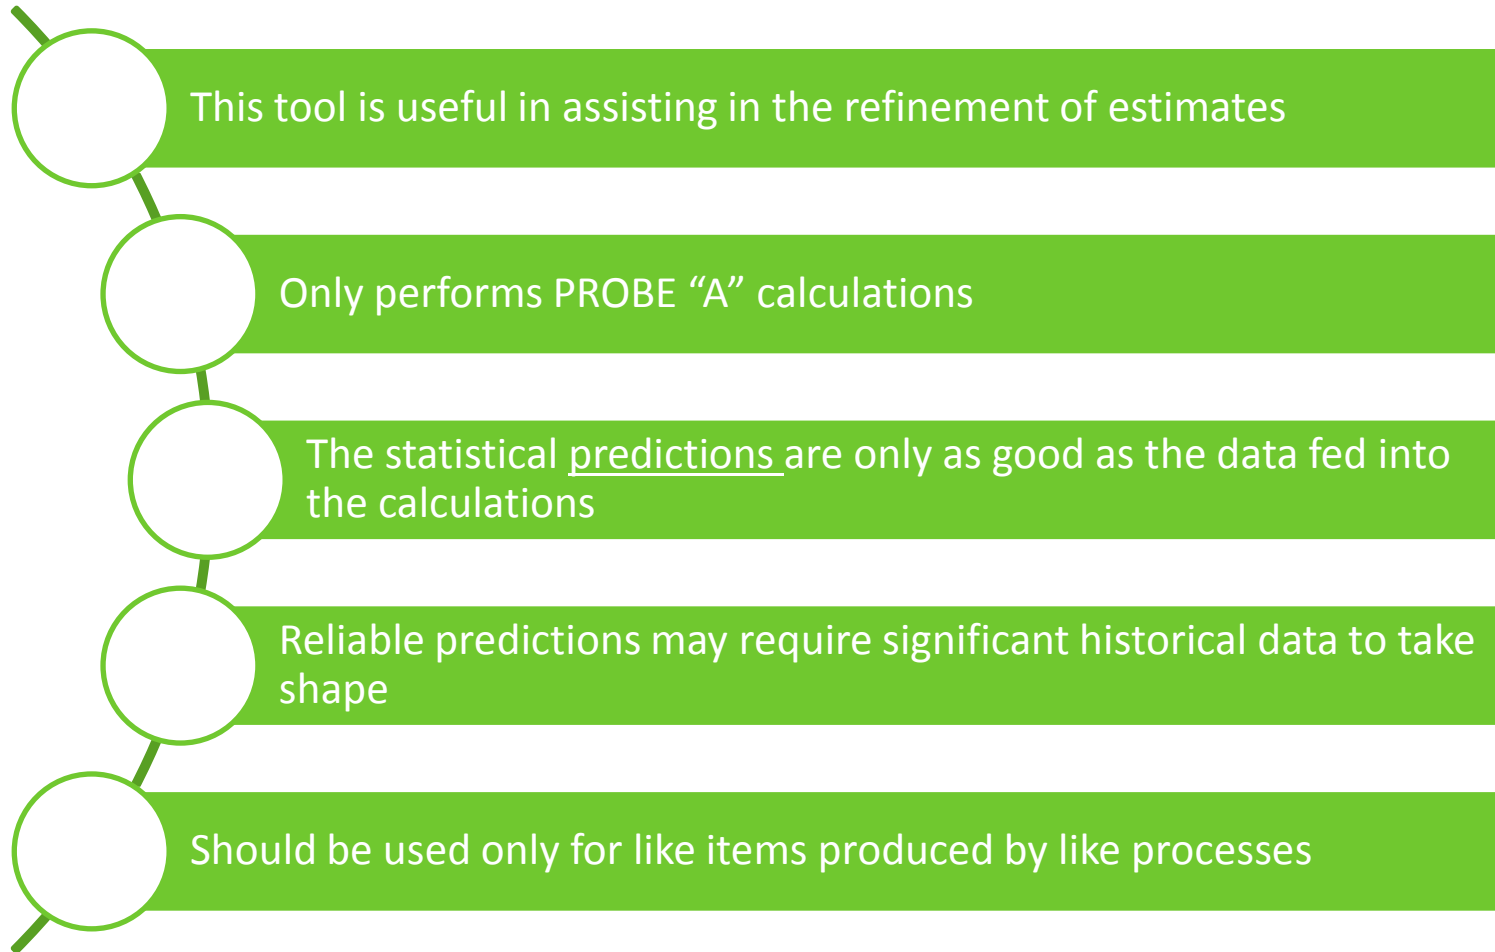 This tool is useful in assisting in the refinement of estimates
Only performs PROBE “A” calculations
The statistical predictions are only as good as the data fed into
the calculations
Reliable predictions may require significant historical data to take
shape
Should be used only for like items produced by like processes